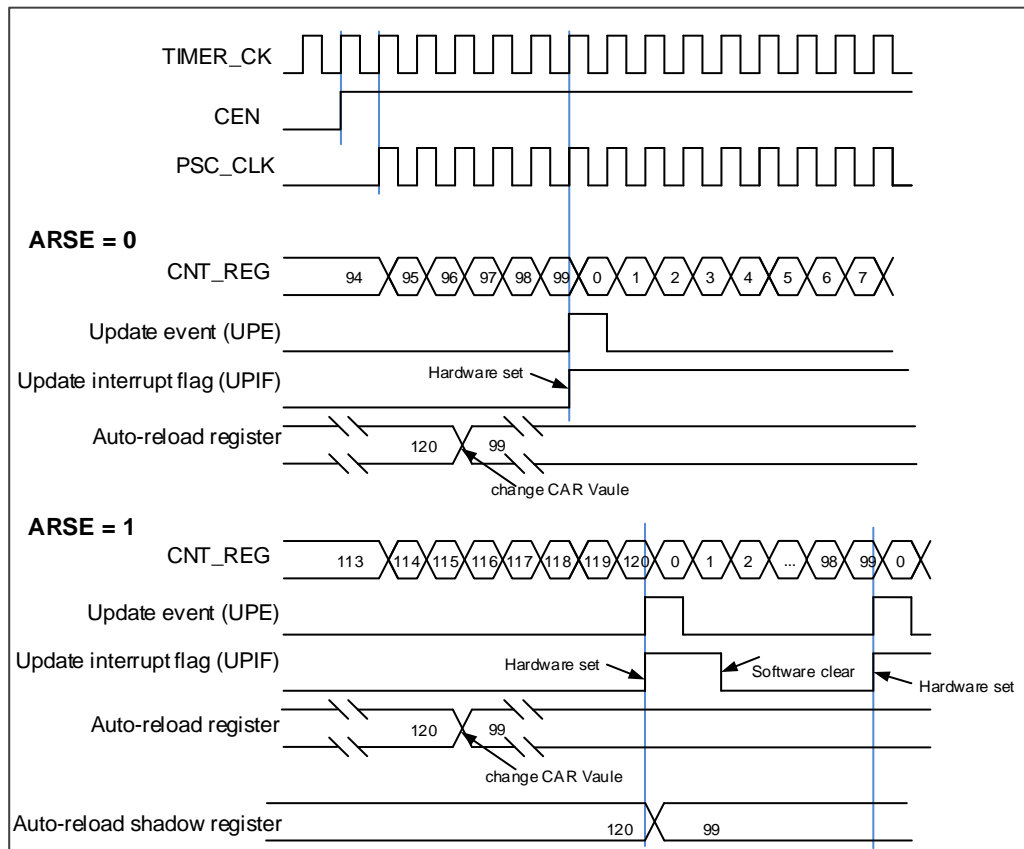 TIMER_CK
CEN
PSC_CLK
ARSE = 0
CNT_REG 94 95 96 97 98 99 0 1 2 3 4 5 6 7
Update event (UPE)
Update interrupt flag (UPIF) Hardware set
Auto-reload register 120 99
change CAR Vaule
ARSE = 1
CNT_REG 113 114 115 116 117 118 119 120 0 1 2 ... 98 99 0
Update event (UPE)
Update interrupt flag (UPIF) Hardware set Software clear Hardware set
Auto-reload register 120 99
change CAR Vaule
Auto-reload shadow register 120 99